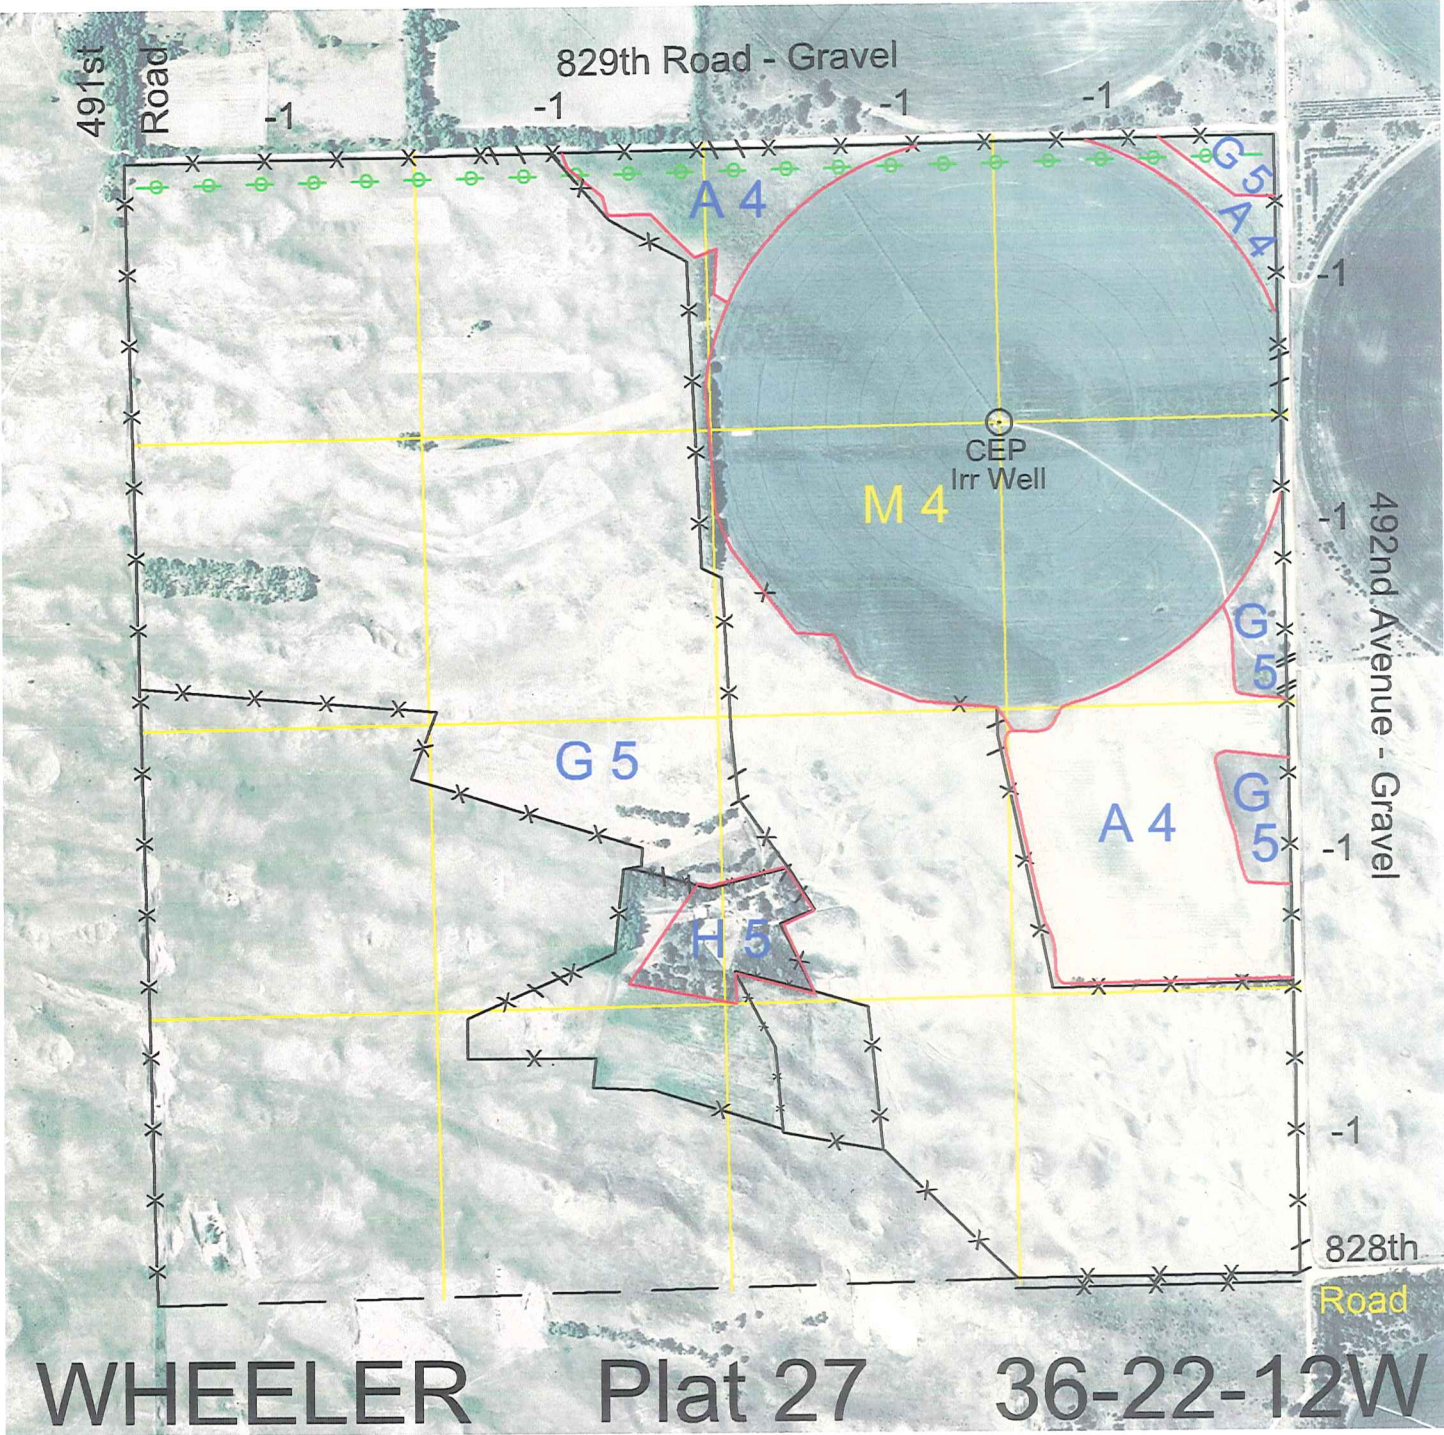 491st
Road
829th Road - Gravel
-1
-1
-1
-1
G 5
A 4
A 4
-1
CEP
Irr Well
M 4
-1
492nd Avenue - Gravel
G
5
G 5
G
5
A 4
-1
H 5
-1
828th
Road
WHEELER Plat 27 36-22-12W